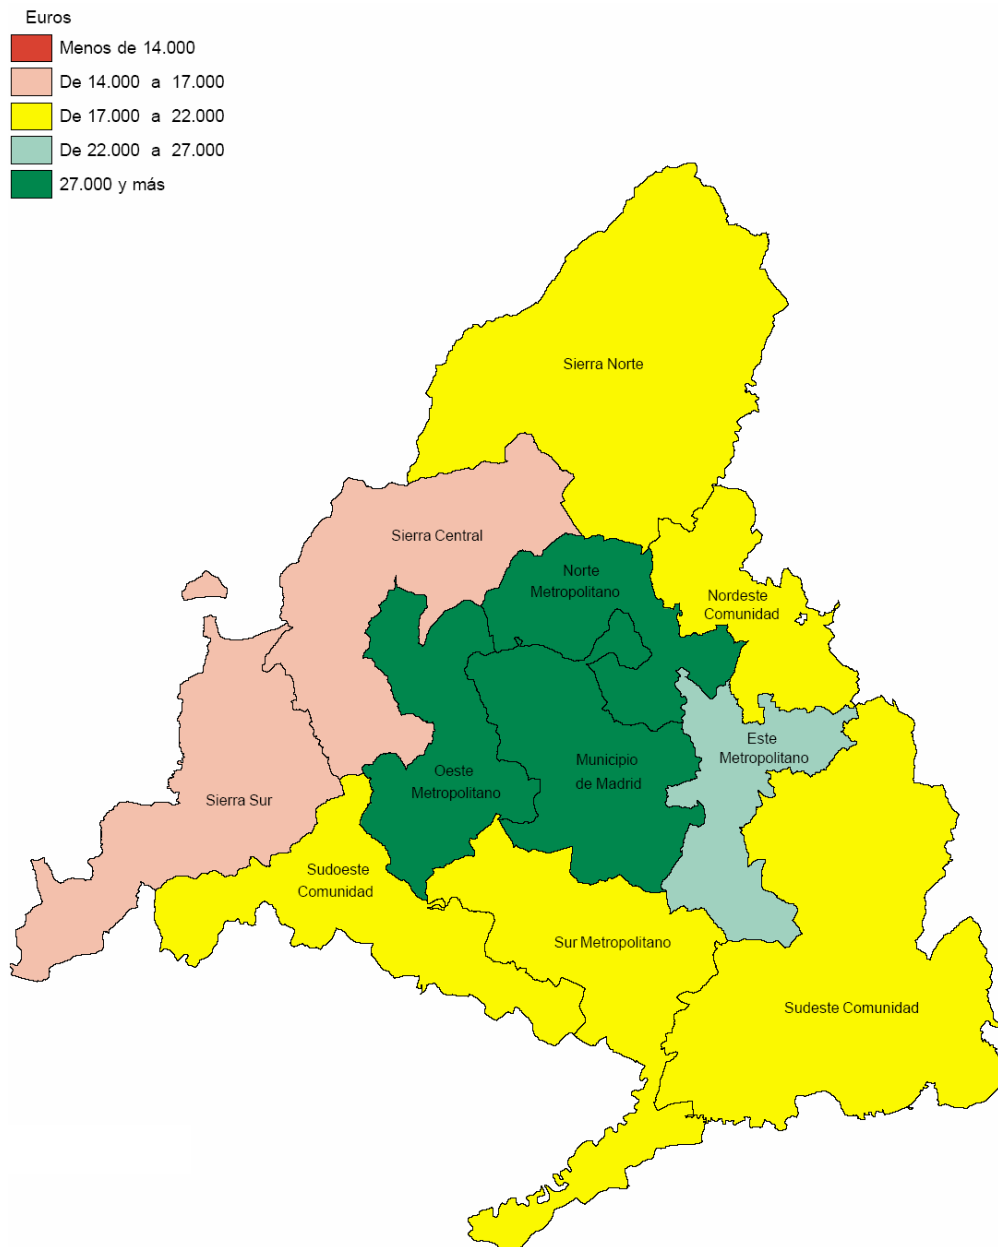 Euros
Menos de 14.000
De 14.000 a 17.000
De 17.000 a 22.000
De 22.000 a 27.000
27.000 y más
Sierra Norte
Sierra Central
Norte
Metropolitano
Nordeste
Comunidad
Este
Metropolitano
Municipio
de Madrid
Oeste
Metropolitano
Sierra Sur
Sudoeste
Comunidad
Sur Metropolitano
Sudeste Comunidad